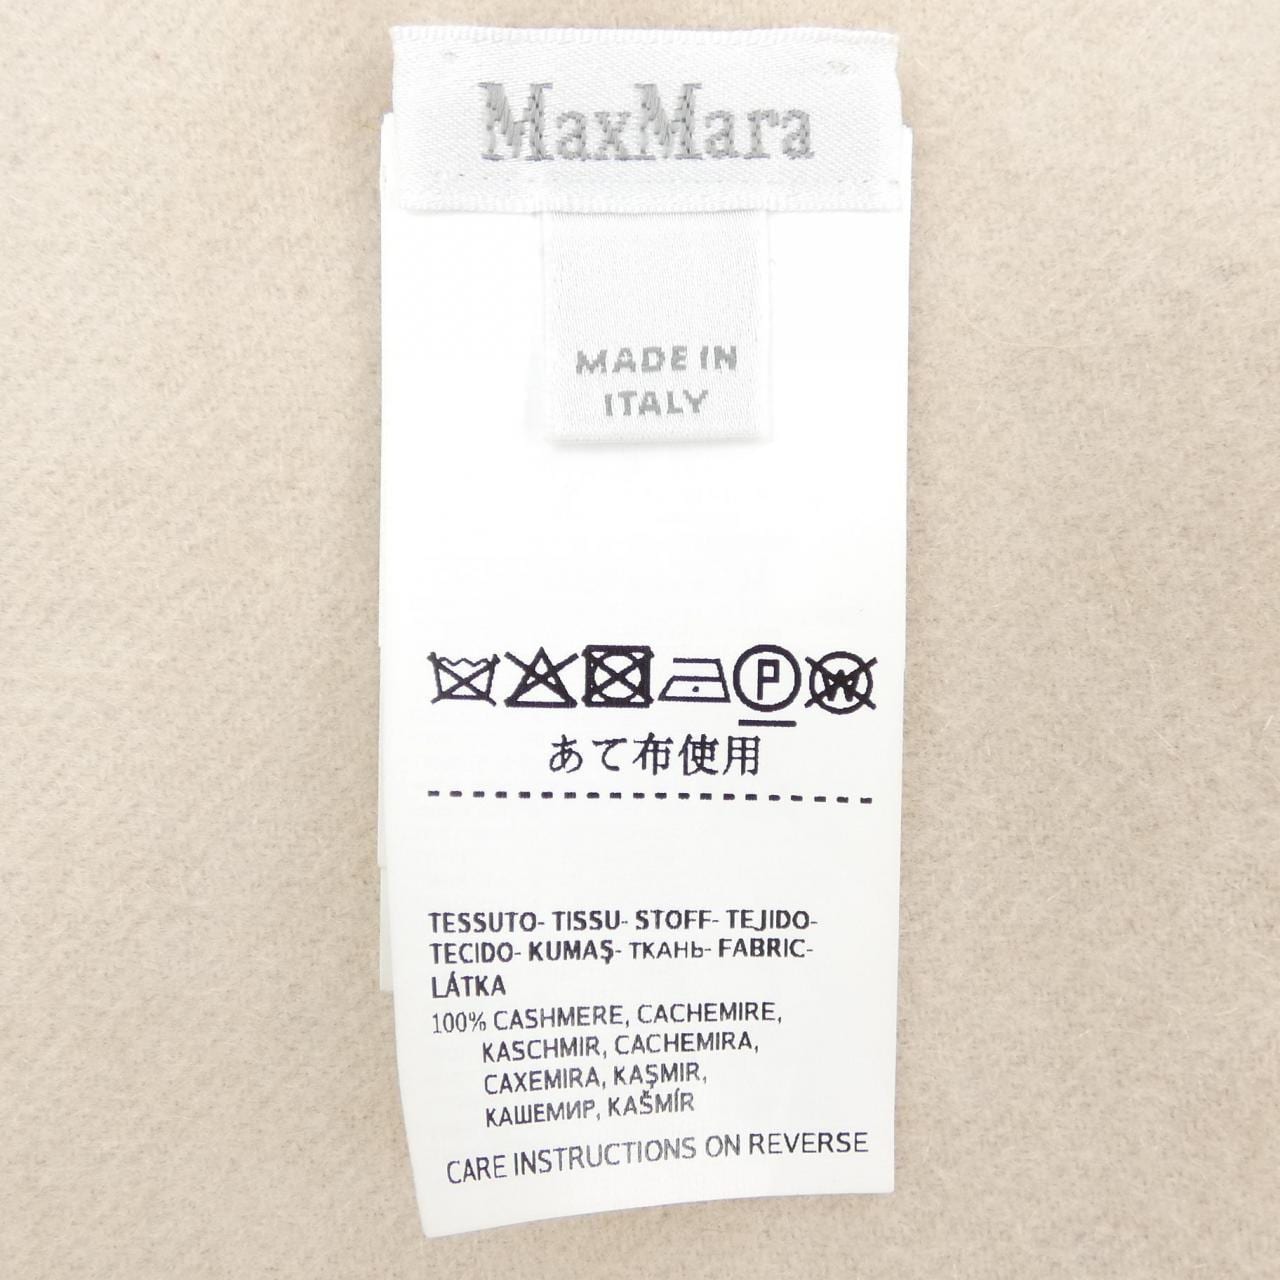 MaxMara
MADE IN
ITALY
P W
あて布使用
TESSUTO- TISSU- STOFF- TEJIDO-
TECIDO- KUMAŞ- ТКАНЬ- FABRIC-
LÁTKA
100% CASHMERE, CACHEMIRE,
KASCHMIR, CACHEMIRA,
CAXEMIRA, KAŞMIR,
КАШЕМИР, KAŠMÍR
CARE INSTRUCTIONS ON REVERSE